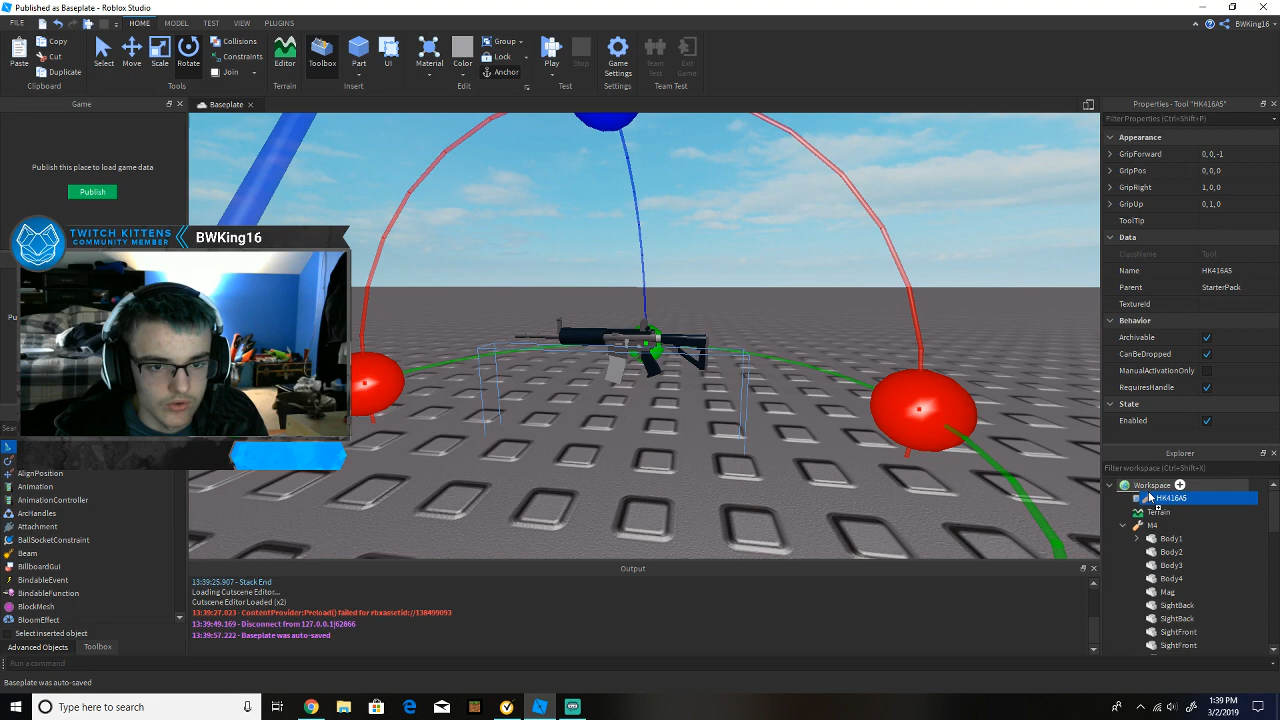 Published as Baseplate - Roblox Studio
FILE HOME MODEL TEST VIEW PLUGINS BWKing16
Copy Collisions Group
Cut Constraints Lock
Paste Duplicate Select Move Scale Rotate Join Editor Toolbox Part UI Material Color Anchor Play Stop Game Settings Team Test Exit Game
Clipboard Tools Terrain Insert Edit Test Settings Team Test
Game
Publish this place to load game data
Publish
TWITCH KITTENS
COMMUNITY MEMBER
BWKing16
Pu
Sear
AlignPosition
Animation
AnimationController
ArcHandles
Attachment
BallSocketConstraint
Beam
BillboardGui
BindableEvent
BindableFunction
BlockMesh
BloomEffect
Select inserted object
Advanced Objects Toolbox
Run a command
Baseplate was auto-saved
Baseplate
Output
13:39:25.907 - Stack End
Loading Cutscene Editor...
Cutscene Editor Loaded (x2)
13:39:27.023 - ContentProvider:Preload() failed for rbxassetid://138499093
13:39:49.169 - Disconnect from 127.0.0.1|62866
13:39:57.222 - Baseplate was auto-saved
Properties - Tool "HK416A5"
Filter Properties (Ctrl+Shift+P)
Appearance
GripForward 0, 0, -1
GripPos 0, 0, 0
GripRight 1, 0, 0
GripUp 0, 1, 0
ToolTip
Data
ClassName Tool
Name HK416A5
Parent StarterPack
TextureId
Behavior
Archivable
CanBeDropped
ManualActivationOnly
RequiresHandle
State
Enabled
Explorer
Filter workspace (Ctrl+Shift+X)
Workspace
HK416A5
Terrain
M4
Body1
Body2
Body3
Body4
Mag
SightBack
SightBack
SightFront
SightFront
Type here to search
1:39 PM
3/2/2019